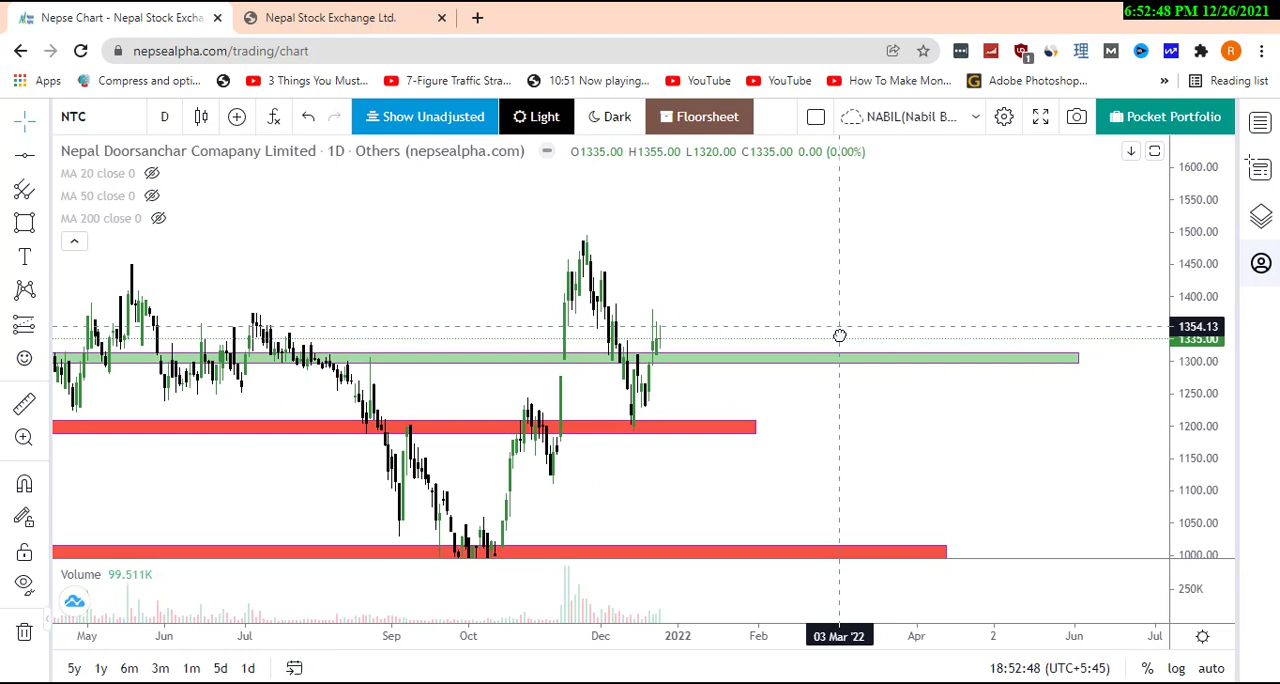 6:52:48 PM 12/26/2021
Nepse Chart - Nepal Stock Excha
Nepal Stock Exchange Ltd.
nepsealpha.com/trading/chart
1
R
Apps
Compress and opti...
3 Things You Must...
7-Figure Traffic Stra...
10:51 Now playing...
YouTube
YouTube
How To Make Mon...
Adobe Photoshop...
»
Reading list
NTC
D
Show Unadjusted
Light
Dark
Floorsheet
NABIL(Nabil B...
Pocket Portfolio
Nepal Doorsanchar Comapany Limited · 1D · Others (nepsealpha.com)
O1335.00 H1355.00 L1320.00 C1335.00 0.00 (0.00%)
MA 20 close 0
MA 50 close 0
MA 200 close 0
1600.00
1550.00
1500.00
1450.00
1400.00
1354.13
1335.00
1300.00
1250.00
1200.00
1150.00
1100.00
1050.00
1000.00
Volume 99.511K
250K
May
Jun
Jul
Sep
Oct
Dec
2022
Feb
03 Mar '22
Apr
2
Jun
Jul
5y
1y
6m
3m
1m
5d
1d
18:52:48 (UTC+5:45)
%
log
auto